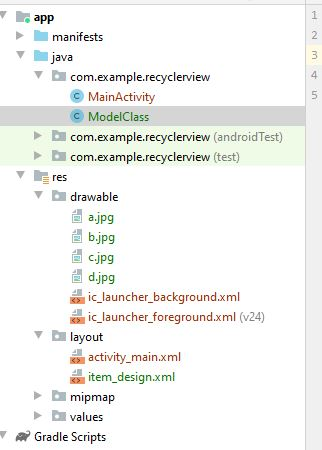 app
1
manifests
2
java
3
com.example.recyclerview
4
MainActivity
5
ModelClass
com.example.recyclerview (androidTest)
com.example.recyclerview (test)
res
drawable
a.jpg
b.jpg
c.jpg
d.jpg
ic_launcher_background.xml
ic_launcher_foreground.xml (v24)
layout
activity_main.xml
item_design.xml
mipmap
values
Gradle Scripts